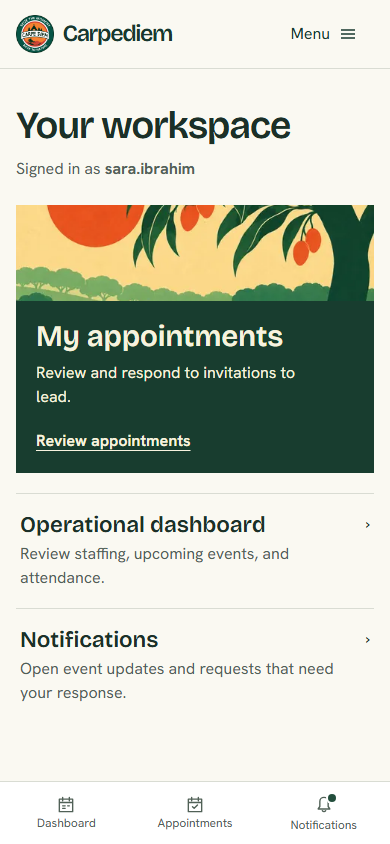 CARPE DIEM
Carpediem
Menu
Your workspace
Signed in as sara.ibrahim
My appointments
Review and respond to invitations to
lead.
Review appointments
Operational dashboard
Review staffing, upcoming events, and
attendance.
Notifications
Open event updates and requests that need
your response.
Dashboard
Appointments
Notifications